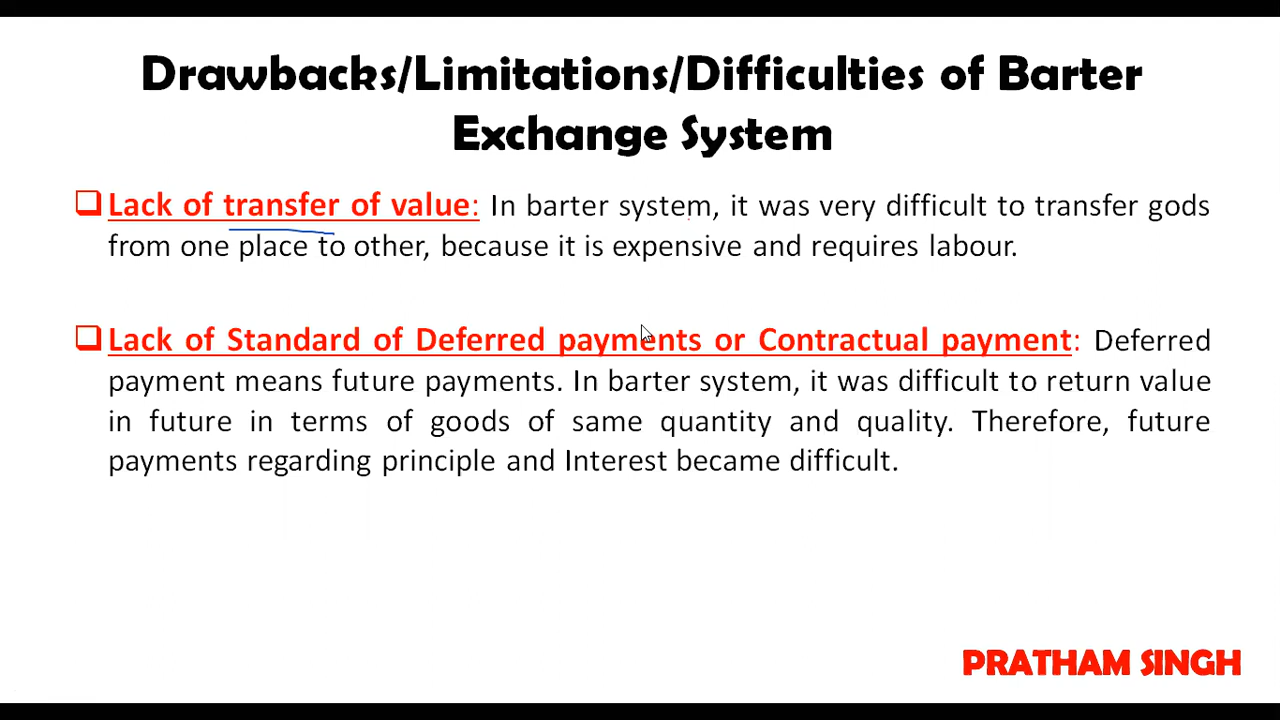 Drawbacks/Limitations/Difficulties of Barter
Exchange System
Lack of transfer of value: In barter system, it was very difficult to transfer gods
from one place to other, because it is expensive and requires labour.
Lack of Standard of Deferred payments or Contractual payment: Deferred
payment means future payments. In barter system, it was difficult to return value
in future in terms of goods of same quantity and quality. Therefore, future
payments regarding principle and Interest became difficult.
PRATHAM SINGH